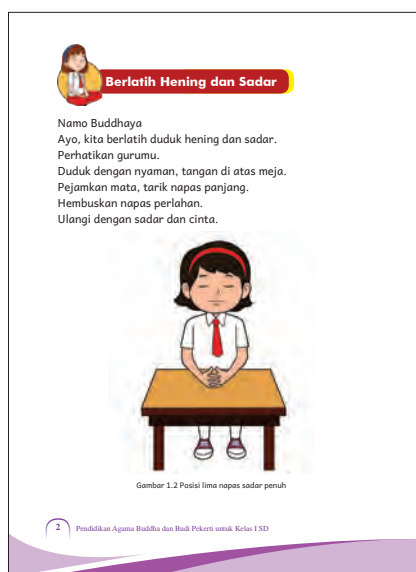 Berlatih Hening dan Sadar
Namo Buddhaya
Ayo, kita berlatih duduk hening dan sadar.
Perhatikan gurumu.
Duduk dengan nyaman, tangan di atas meja.
Pejamkan mata, tarik napas panjang.
Hembuskan napas perlahan.
Ulangi dengan sadar dan cinta.
Gambar 1.2 Posisi lima napas sadar penuh
2 Pendidikan Agama Buddha dan Budi Pekerti untuk Kelas I SD